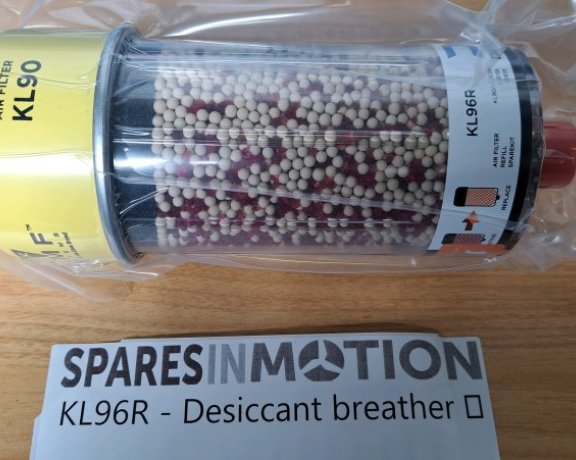 AIR FILTER
KL90
KL96R
AIR FILTER
REFILL
SPAREKIT
REPLACE
SPARESINMOTION
KL96R - Desiccant breather □